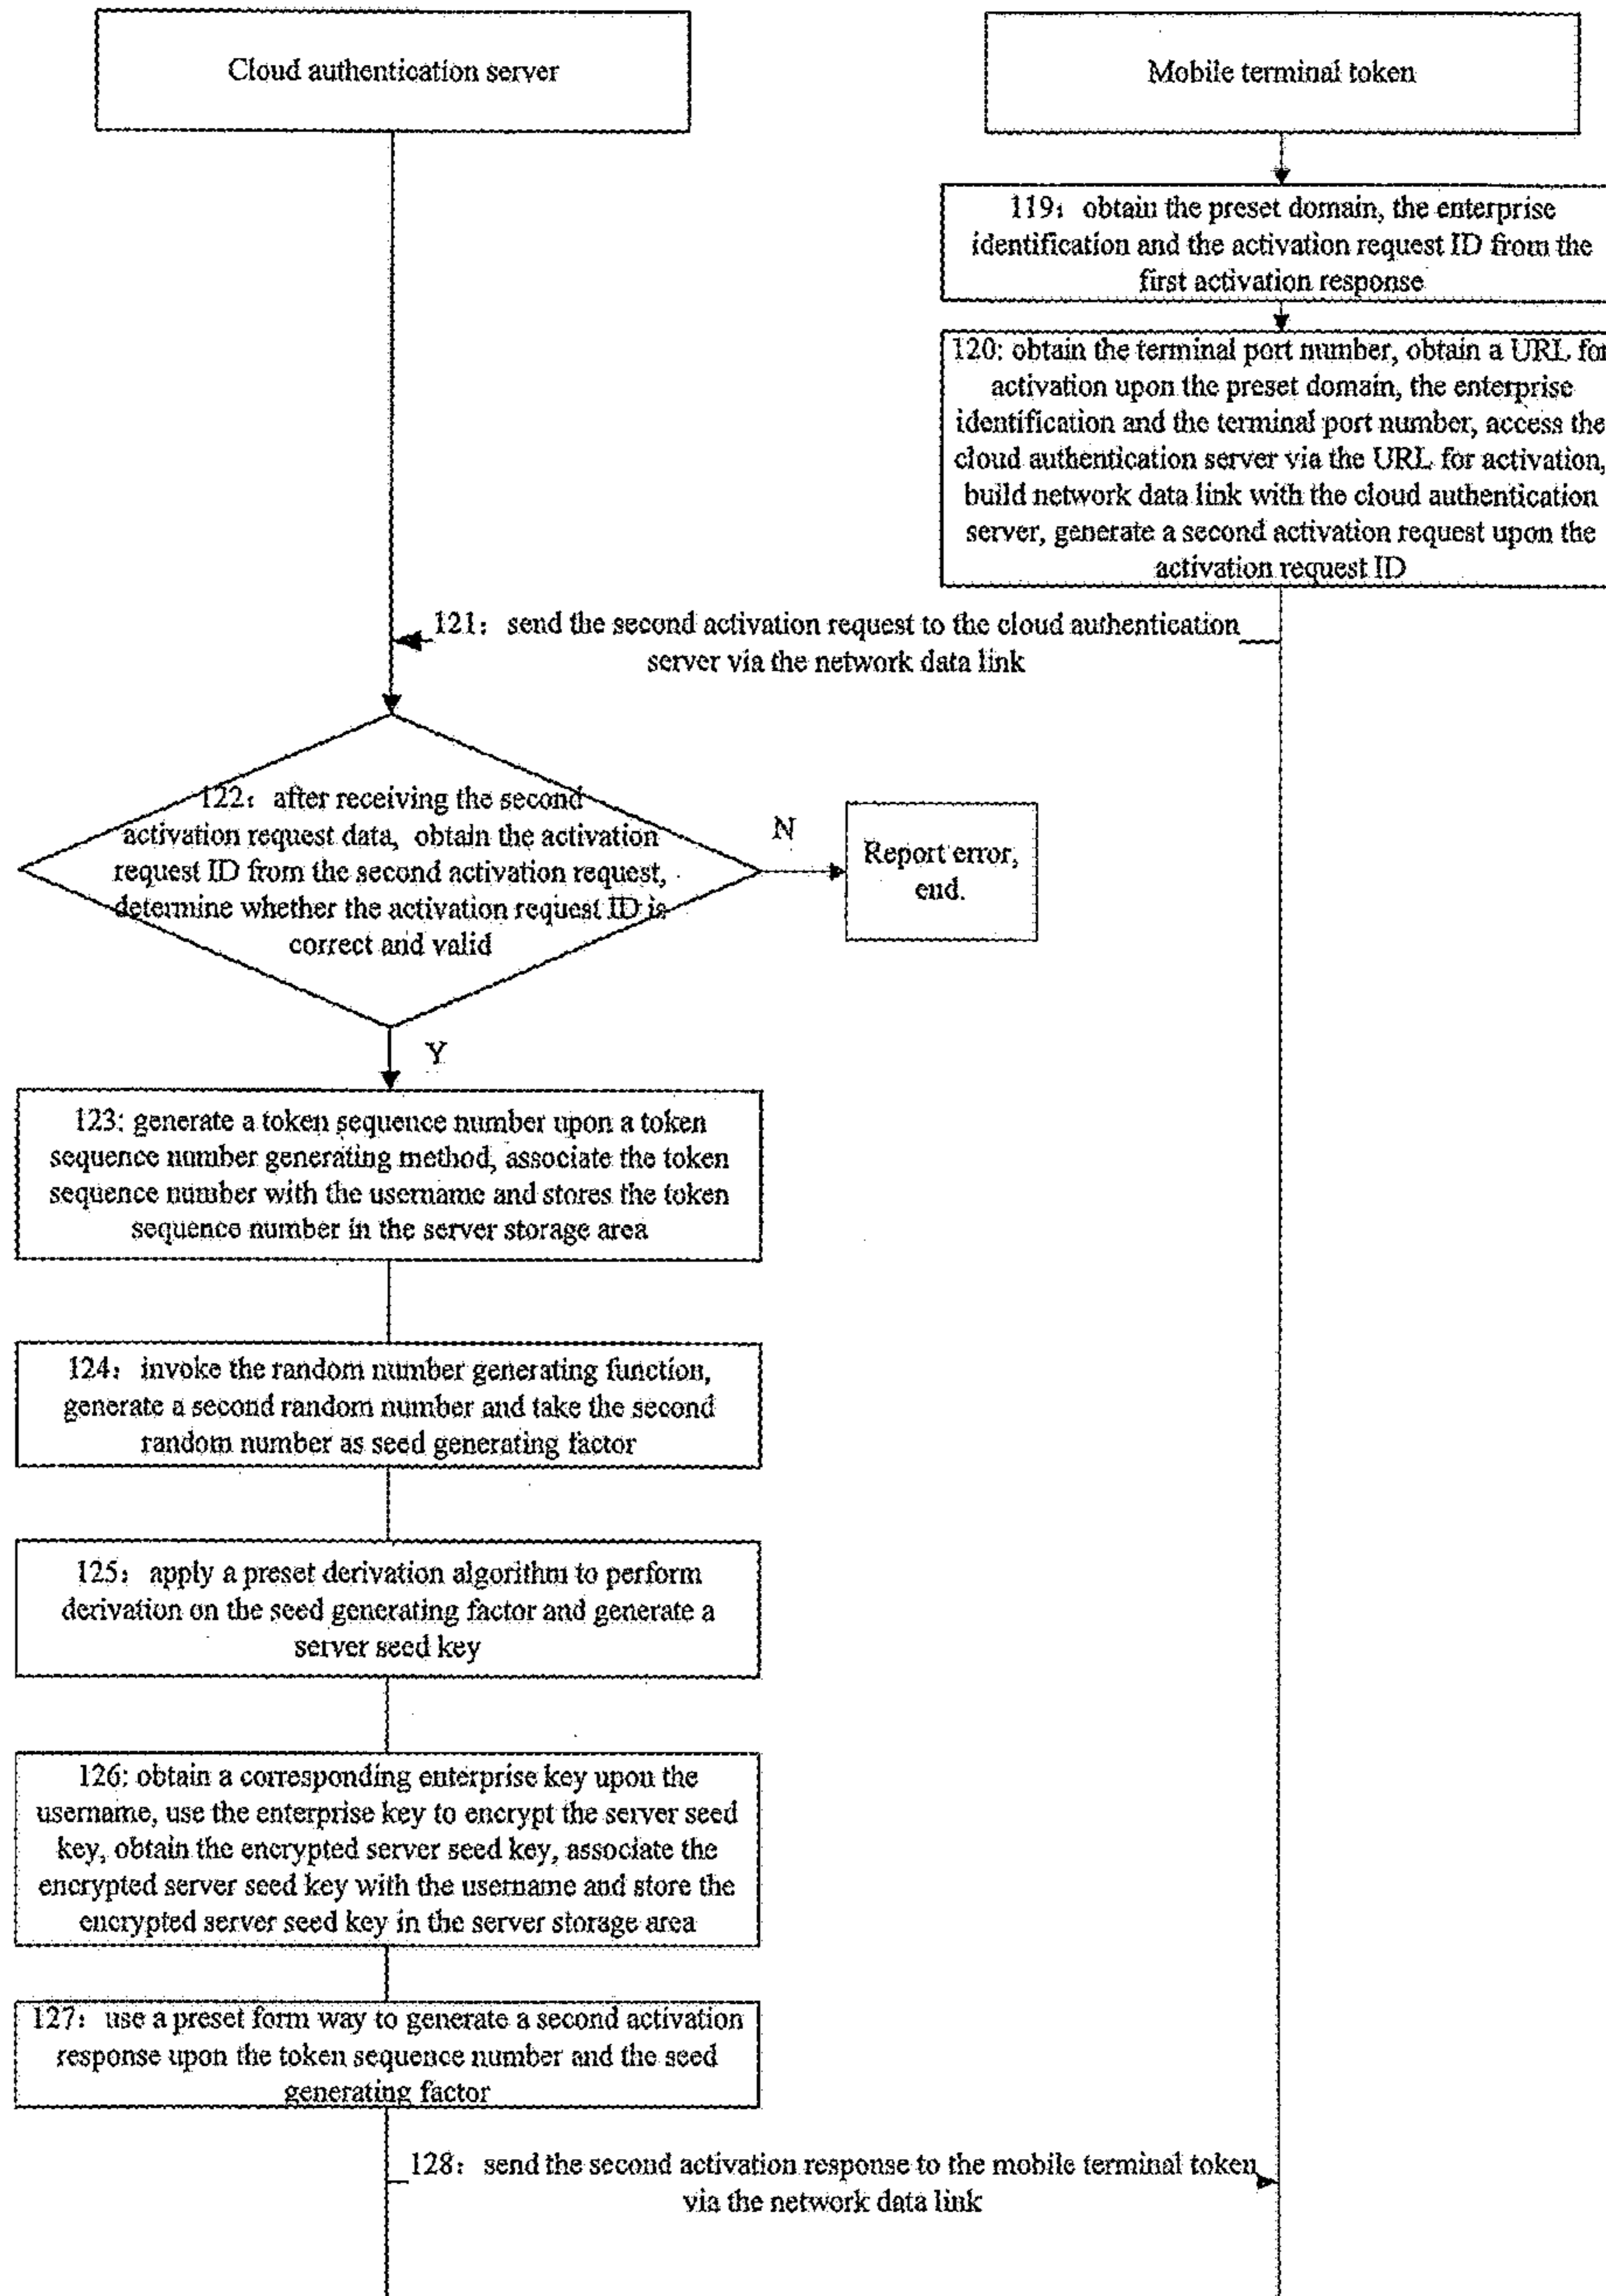 Cloud authentication server
Mobile terminal token
119: obtain the preset domain, the enterprise
identification and the activation request ID from the
first activation response
120: obtain the terminal port number, obtain a URL for
activation upon the preset domain, the enterprise
identification and the terminal port number, access the
cloud authentication server via the URL for activation,
build network data link with the cloud authentication
server, generate a second activation request upon the
activation request ID
121: send the second activation request to the cloud authentication
server via the network data link
122: after receiving the second
activation request data, obtain the activation
request ID from the second activation request,
determine whether the activation request ID is
correct and valid
N
Report error,
end.
Y
123: generate a token sequence number upon a token
sequence number generating method, associate the token
sequence number with the username and stores the token
sequence number in the server storage area
124: invoke the random number generating function,
generate a second random number and take the second
random number as seed generating factor
125: apply a preset derivation algorithm to perform
derivation on the seed generating factor and generate a
server seed key
126: obtain a corresponding enterprise key upon the
username, use the enterprise key to encrypt the server seed
key, obtain the encrypted server seed key, associate the
encrypted server seed key with the username and store the
encrypted server seed key in the server storage area
127: use a preset form way to generate a second activation
response upon the token sequence number and the seed
generating factor
128: send the second activation response to the mobile terminal token
via the network data link